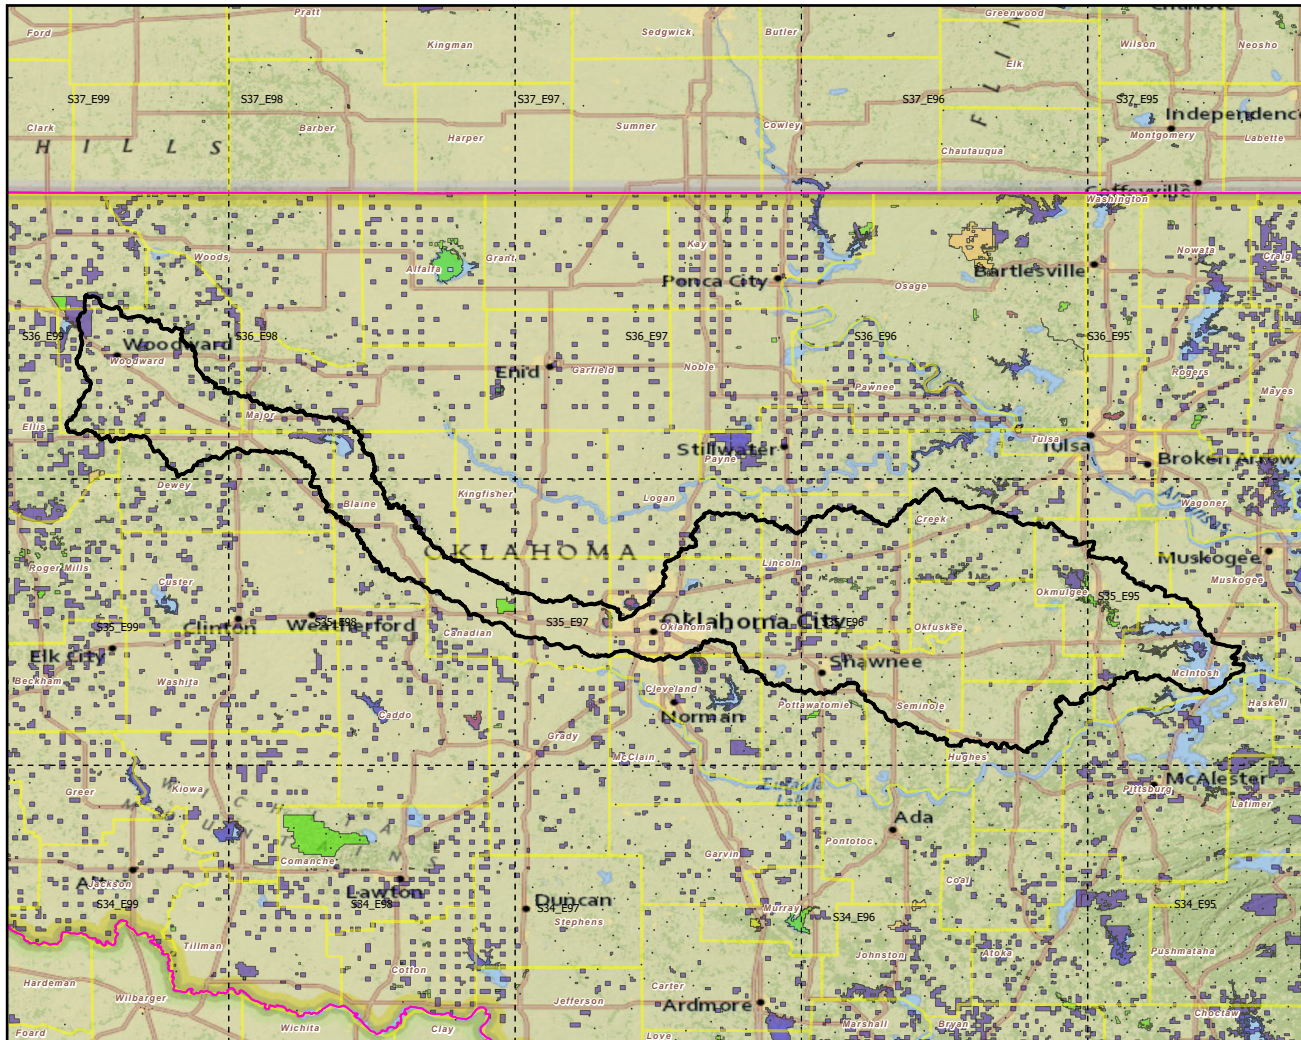 Pratt
Greenwood
Ford
Kingman
Sedgwick
Butler
Wilson
Neosho
Elk
F L I N
S37_E99
S37_E98
S37_E97
S37_E96
S37_E95
Independence
Clark
Barber
Harper
Sumner
Cowley
Montgomery
Labette
H I L L S
Chautauqua
Coffeyville
Washington
Woods
Kay
Nowata
Craig
Alfalfa
Grant
Ponca City
Osage
Bartlesville
S36_E99
S36_E98
S36_E97
S36_E96
S36_E95
Woodward
Woodward
Enid
Garfield
Noble
Pawnee
Rogers
Mayes
Major
Ellis
Stillwater
Payne
Tulsa
Tulsa
Broken Arrow
Dewey
Kingfisher
Logan
Wagoner
Arkansas
Blaine
Creek
OKLAHOMA
Lincoln
Muskogee
Roger Mills
Custer
Okmulgee
Muskogee
S35_E95
S35_E99
Clinton
Weatherford
S35_E98
Canadian
S35_E97
Oklahoma
Oklahoma City
S35_E96
Okfuskee
Elk City
Shawnee
Beckham
Washita
McIntosh
Cleveland
Norman
Pottawatomie
Seminole
Haskell
Caddo
Grady
McClain
Hughes
Greer
Kiowa
W I C H I T A
M O U N T A I N S
McAlester
Pittsburg
Latimer
Ada
Pontotoc
Comanche
Garvin
Jackson
Lawton
Coal
S34_E99
S34_E98
Duncan
S34_E97
Stephens
Murray
S34_E96
S34_E95
Tillman
Johnston
Atoka
Pushmataha
Cotton
Hardeman
Wilbarger
Carter
Jefferson
Ardmore
Choctaw
Foard
Wichita
Clay
Love
Marshall
Bryan